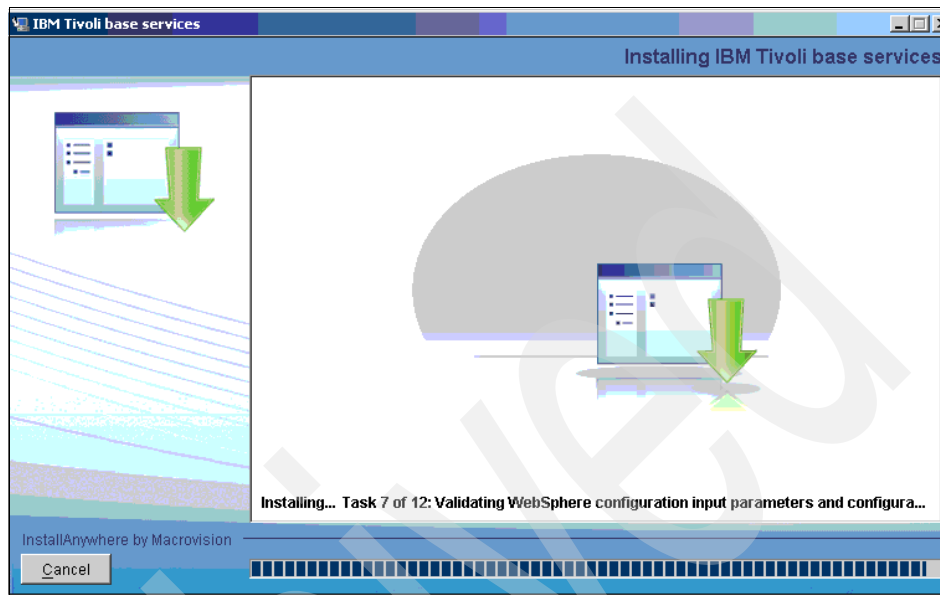 IBM Tivoli base services
Installing IBM Tivoli base services
Installing... Task 7 of 12: Validating WebSphere configuration input parameters and configura...
InstallAnywhere by Macrovision
Cancel